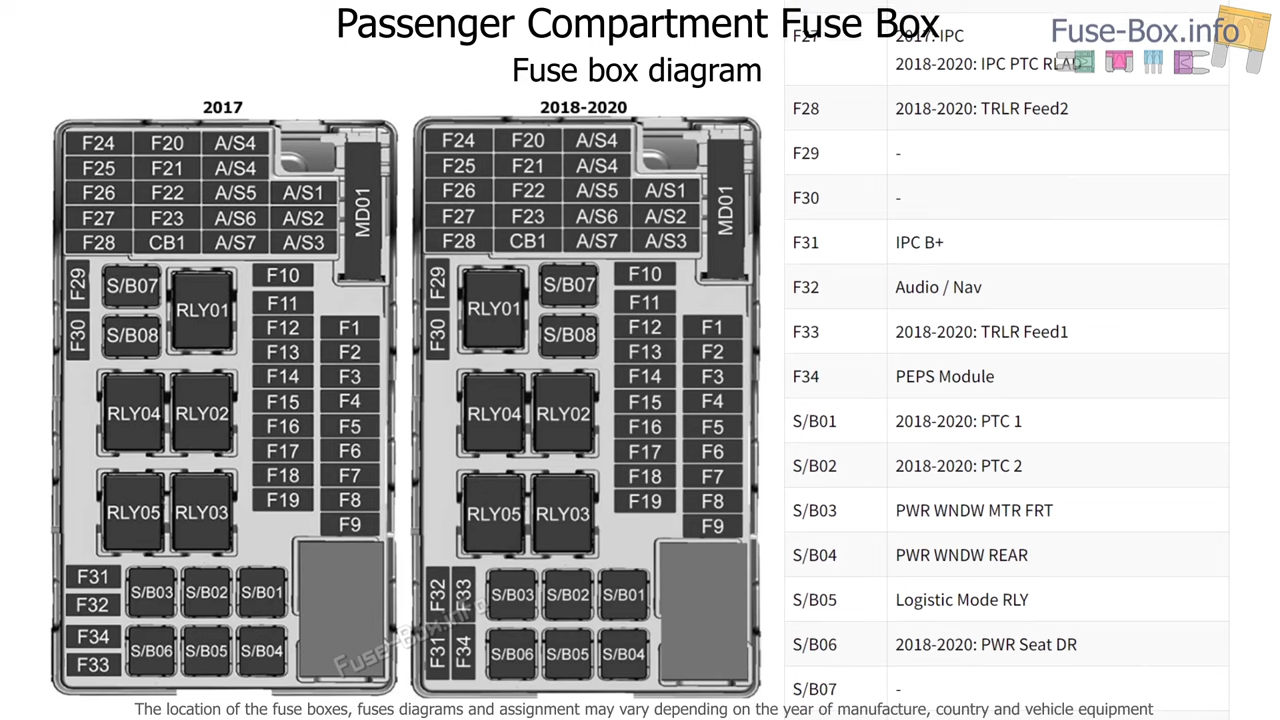 Passenger Compartment Fuse Box
Fuse box diagram
Fuse-Box.info
2017
F24 F20 A/S4
F25 F21 A/S4
F26 F22 A/S5 A/S1
F27 F23 A/S6 A/S2
F28 CB1 A/S7 A/S3
MD01
F29
F30
S/B07
S/B08
RLY01
RLY04 RLY02
RLY05 RLY03
F10
F11
F12 F1
F13 F2
F14 F3
F15 F4
F16 F5
F17 F6
F18 F7
F19 F8
F9
F31
F32
F34
F33
S/B03 S/B02 S/B01
S/B06 S/B05 S/B04
2018-2020
F24 F20 A/S4
F25 F21 A/S4
F26 F22 A/S5 A/S1
F27 F23 A/S6 A/S2
F28 CB1 A/S7 A/S3
MD01
F29
F30
RLY01
S/B07
S/B08
RLY04 RLY02
RLY05 RLY03
F10
F11
F12 F1
F13 F2
F14 F3
F15 F4
F16 F5
F17 F6
F18 F7
F19 F8
F9
F32 F33
F31 F34
S/B03 S/B02 S/B01
S/B06 S/B05 S/B04
Fuse-Box.info
F27 2017: IPC
2018-2020: IPC PTC RLAD
F28 2018-2020: TRLR Feed2
F29 -
F30 -
F31 IPC B+
F32 Audio / Nav
F33 2018-2020: TRLR Feed1
F34 PEPS Module
S/B01 2018-2020: PTC 1
S/B02 2018-2020: PTC 2
S/B03 PWR WNDW MTR FRT
S/B04 PWR WNDW REAR
S/B05 Logistic Mode RLY
S/B06 2018-2020: PWR Seat DR
S/B07 -
The location of the fuse boxes, fuses diagrams and assignment may vary depending on the year of manufacture, country and vehicle equipment